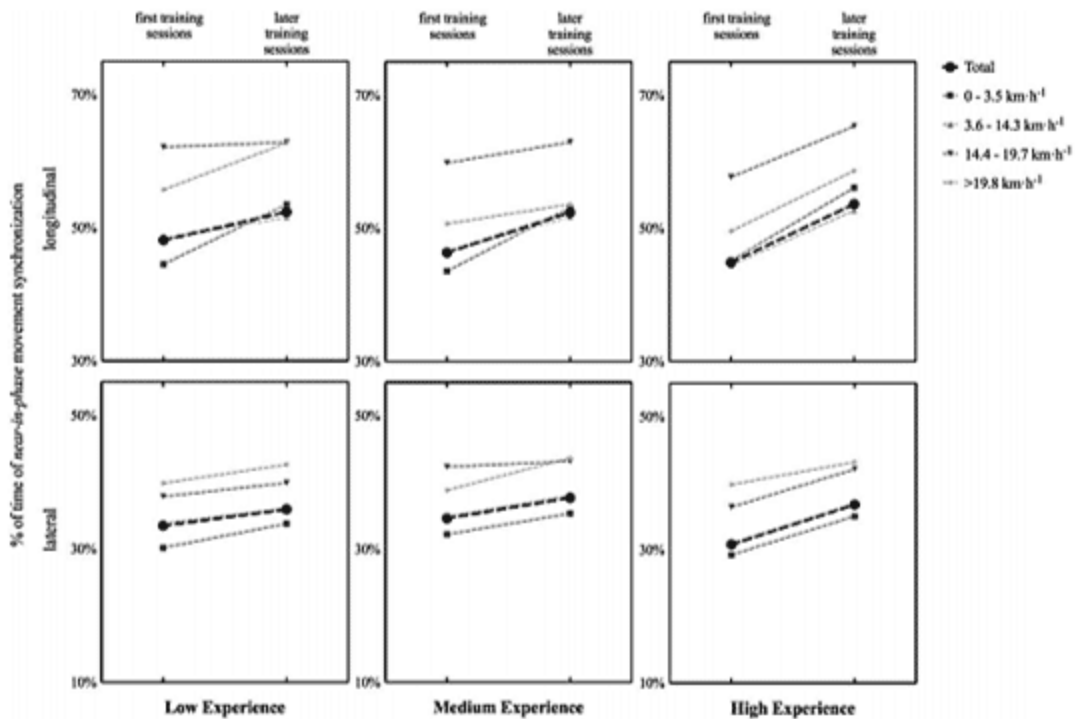 first training
sessions
later
training
sessions
first training
sessions
later
training
sessions
first training
sessions
later
training
sessions
Total
0 - 3.5 km·h⁻¹
3.6 - 14.3 km·h⁻¹
14.4 - 19.7 km·h⁻¹
>19.8 km·h⁻¹
% of time of near-in-phase movement synchronization
longitudinal
70%
50%
30%
70%
50%
30%
70%
50%
30%
lateral
50%
30%
10%
50%
30%
10%
50%
30%
10%
Low Experience
Medium Experience
High Experience